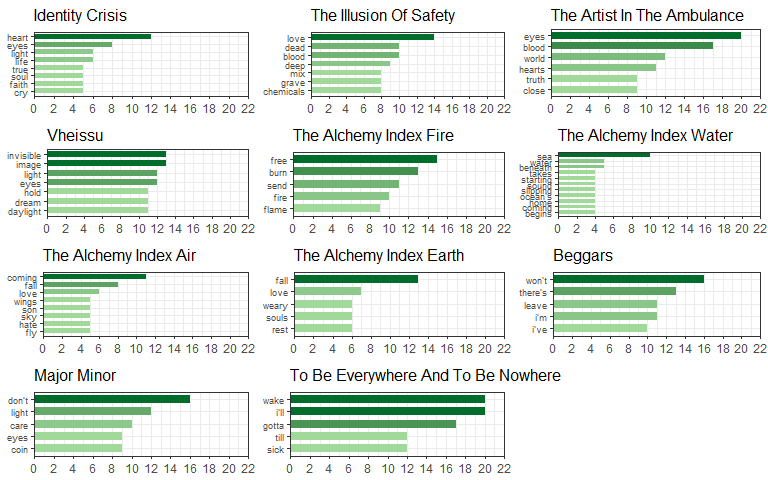 Identity Crisis
heart
eyes
light
life
true
soul
faith
cry
0 2 4 6 8 10 12 14 16 18 20 22
The Illusion Of Safety
love
dead
blood
deep
mix
grave
chemicals
0 2 4 6 8 10 12 14 16 18 20 22
The Artist In The Ambulance
eyes
blood
world
hearts
truth
close
0 2 4 6 8 10 12 14 16 18 20 22
Vheissu
invisible
image
light
eyes
hold
dream
daylight
0 2 4 6 8 10 12 14 16 18 20 22
The Alchemy Index Fire
free
burn
send
fire
flame
0 2 4 6 8 10 12 14 16 18 20 22
The Alchemy Index Water
sea
water
beneath
takes
starting
sound
slipping
ocean's
home
coming
begins
0 2 4 6 8 10 12 14 16 18 20 22
The Alchemy Index Air
coming
fall
love
wings
son
sky
hate
fly
0 2 4 6 8 10 12 14 16 18 20 22
The Alchemy Index Earth
fall
love
weary
souls
rest
0 2 4 6 8 10 12 14 16 18 20 22
Beggars
won't
there's
leave
i'm
i've
0 2 4 6 8 10 12 14 16 18 20 22
Major Minor
don't
light
care
eyes
coin
0 2 4 6 8 10 12 14 16 18 20 22
To Be Everywhere And To Be Nowhere
wake
i'll
gotta
till
sick
0 2 4 6 8 10 12 14 16 18 20 22